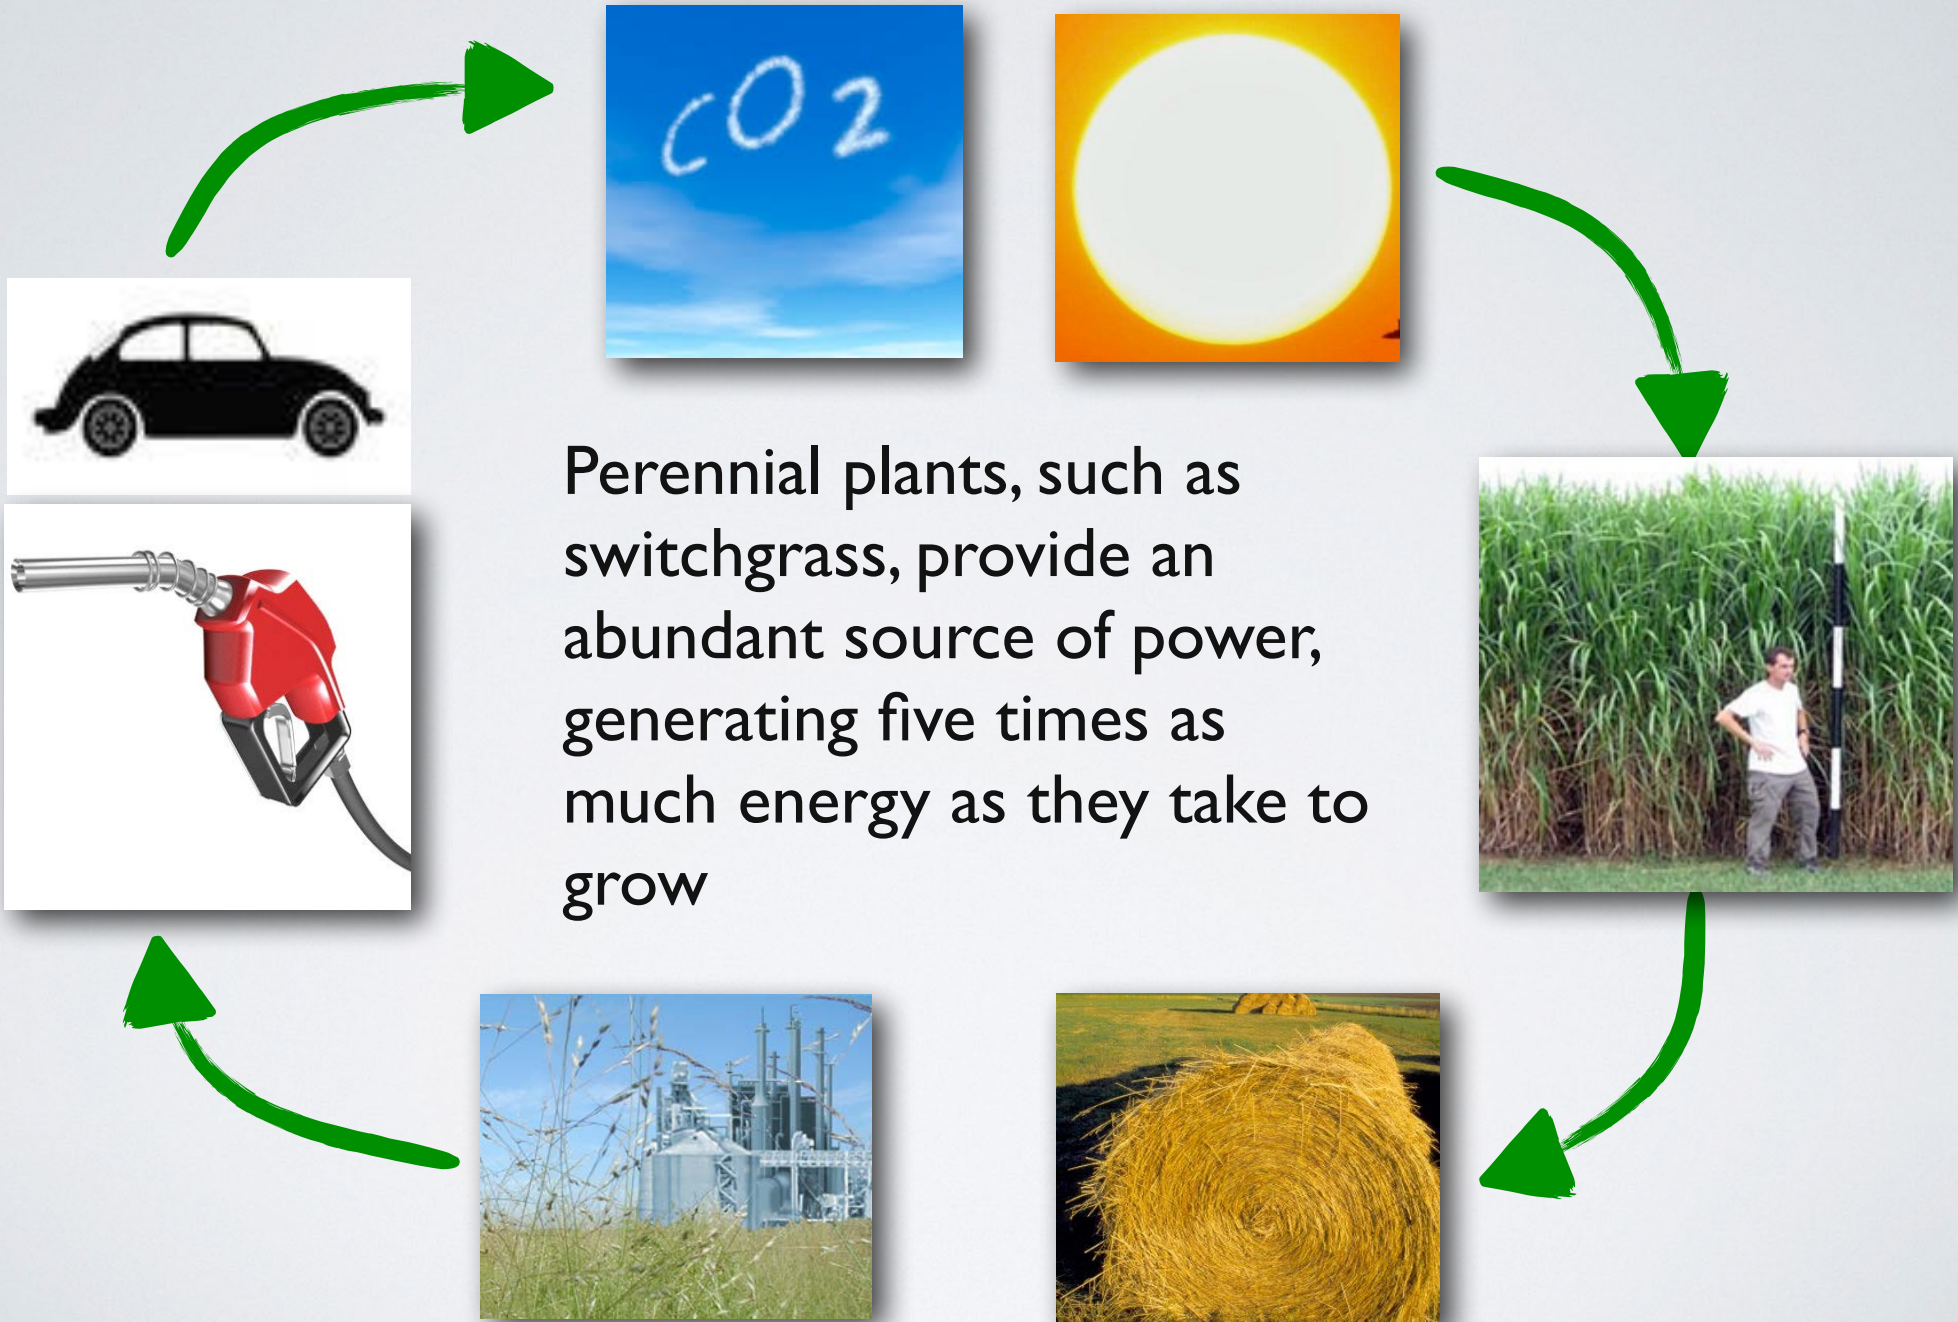 CO2
Perennial plants, such as
switchgrass, provide an
abundant source of power,
generating five times as
much energy as they take to
grow